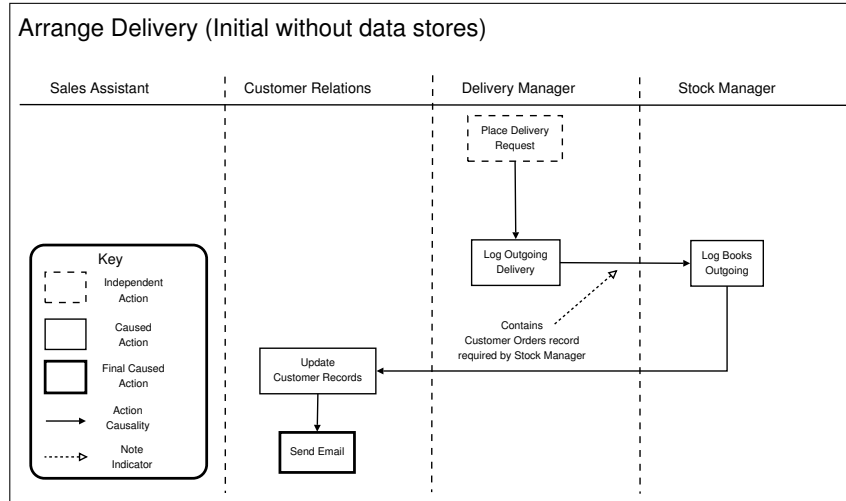 Arrange Delivery (Initial without data stores)
Sales Assistant
Customer Relations
Delivery Manager
Stock Manager
Place Delivery
Request
Log Outgoing
Delivery
Log Books
Outgoing
Contains
Customer Orders record
required by Stock Manager
Update
Customer Records
Send Email
Key
Independent
Action
Caused
Action
Final Caused
Action
Action
Causality
Note
Indicator